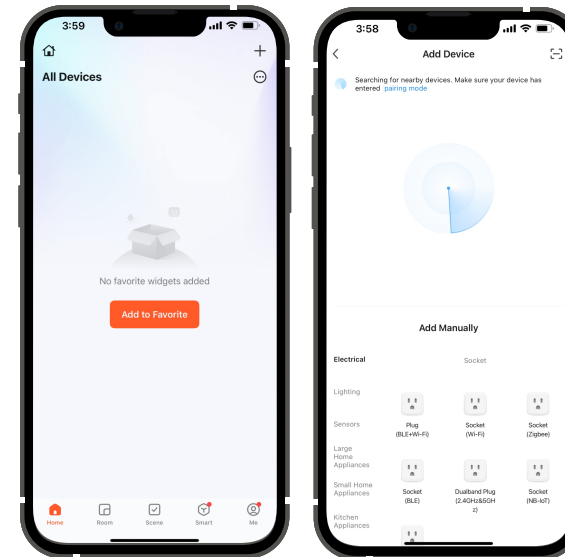 3:59
All Devices
No favorite widgets added
Add to Favorite
Home
Room
Scene
Smart
Me
3:58
Add Device
Searching for nearby devices. Make sure your device has
entered pairing mode
Add Manually
Electrical
Socket
Lighting
Sensors
Plug
(BLE+Wi-Fi)
Socket
(Wi-Fi)
Socket
(Zigbee)
Large
Home
Appliances
Small Home
Appliances
Socket
(BLE)
Dualband Plug
(2.4GHz&5GH
z)
Socket
(NB-IoT)
Kitchen
Appliances